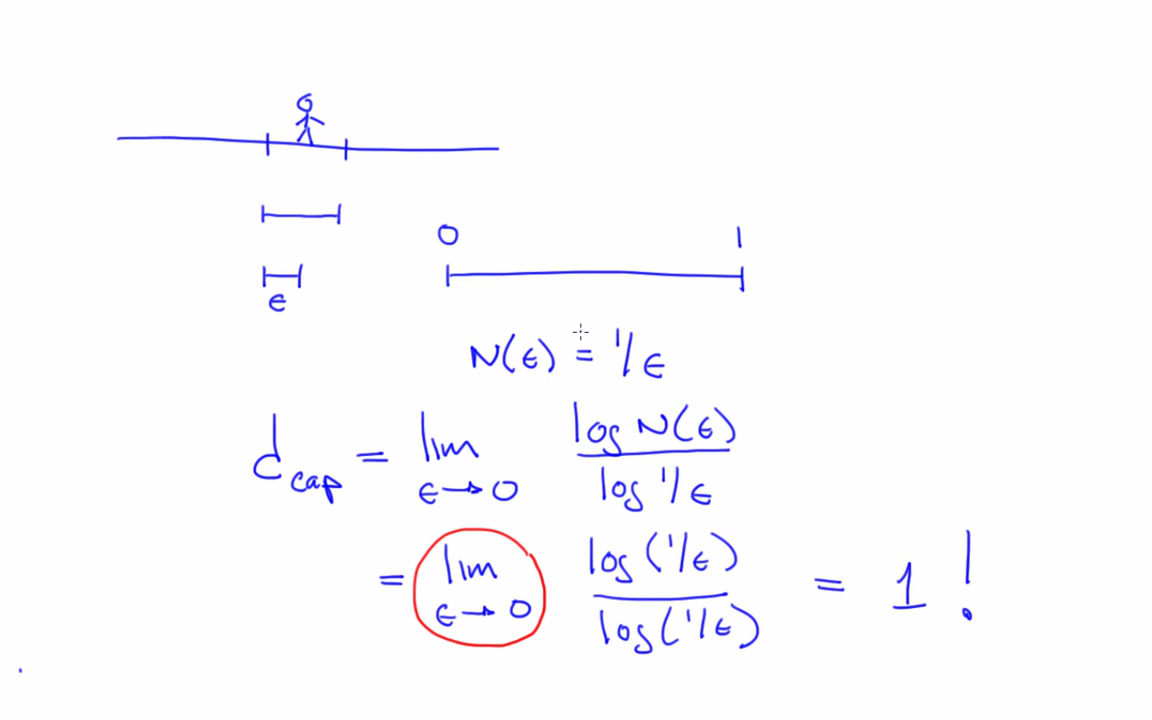 0 1
ϵ
N(ϵ) = 1/ϵ
d_cap = lim_{ϵ→0} log N(ϵ) / log 1/ϵ
= lim_{ϵ→0} log(1/ϵ) / log(1/ϵ) = 1!